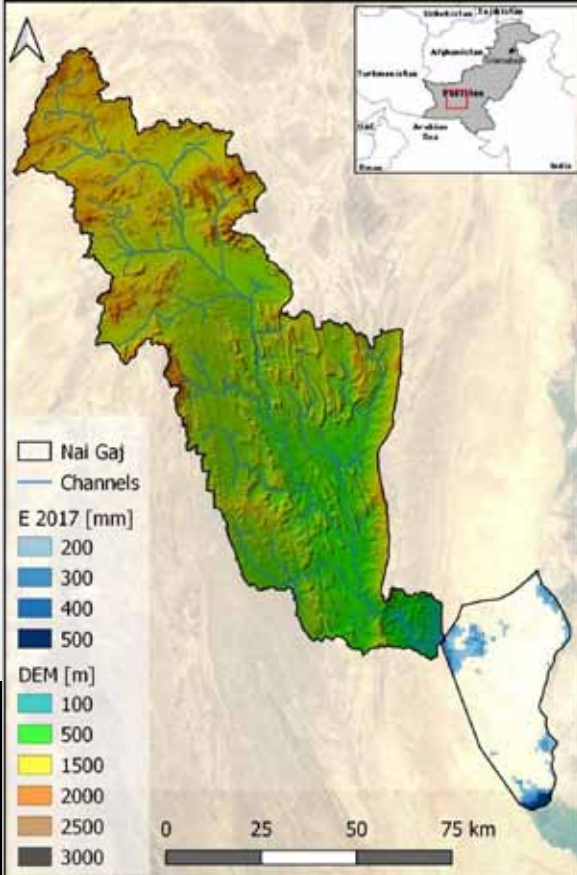 Uzbekistan
Tajikistan
Afghanistan
Turkmenistan
Pakistan
Arabian
Sea
Oman
India
Nai Gaj
Channels
E 2017 [mm]
200
300
400
500
DEM [m]
100
500
1500
2000
2500
3000
0 25 50 75 km